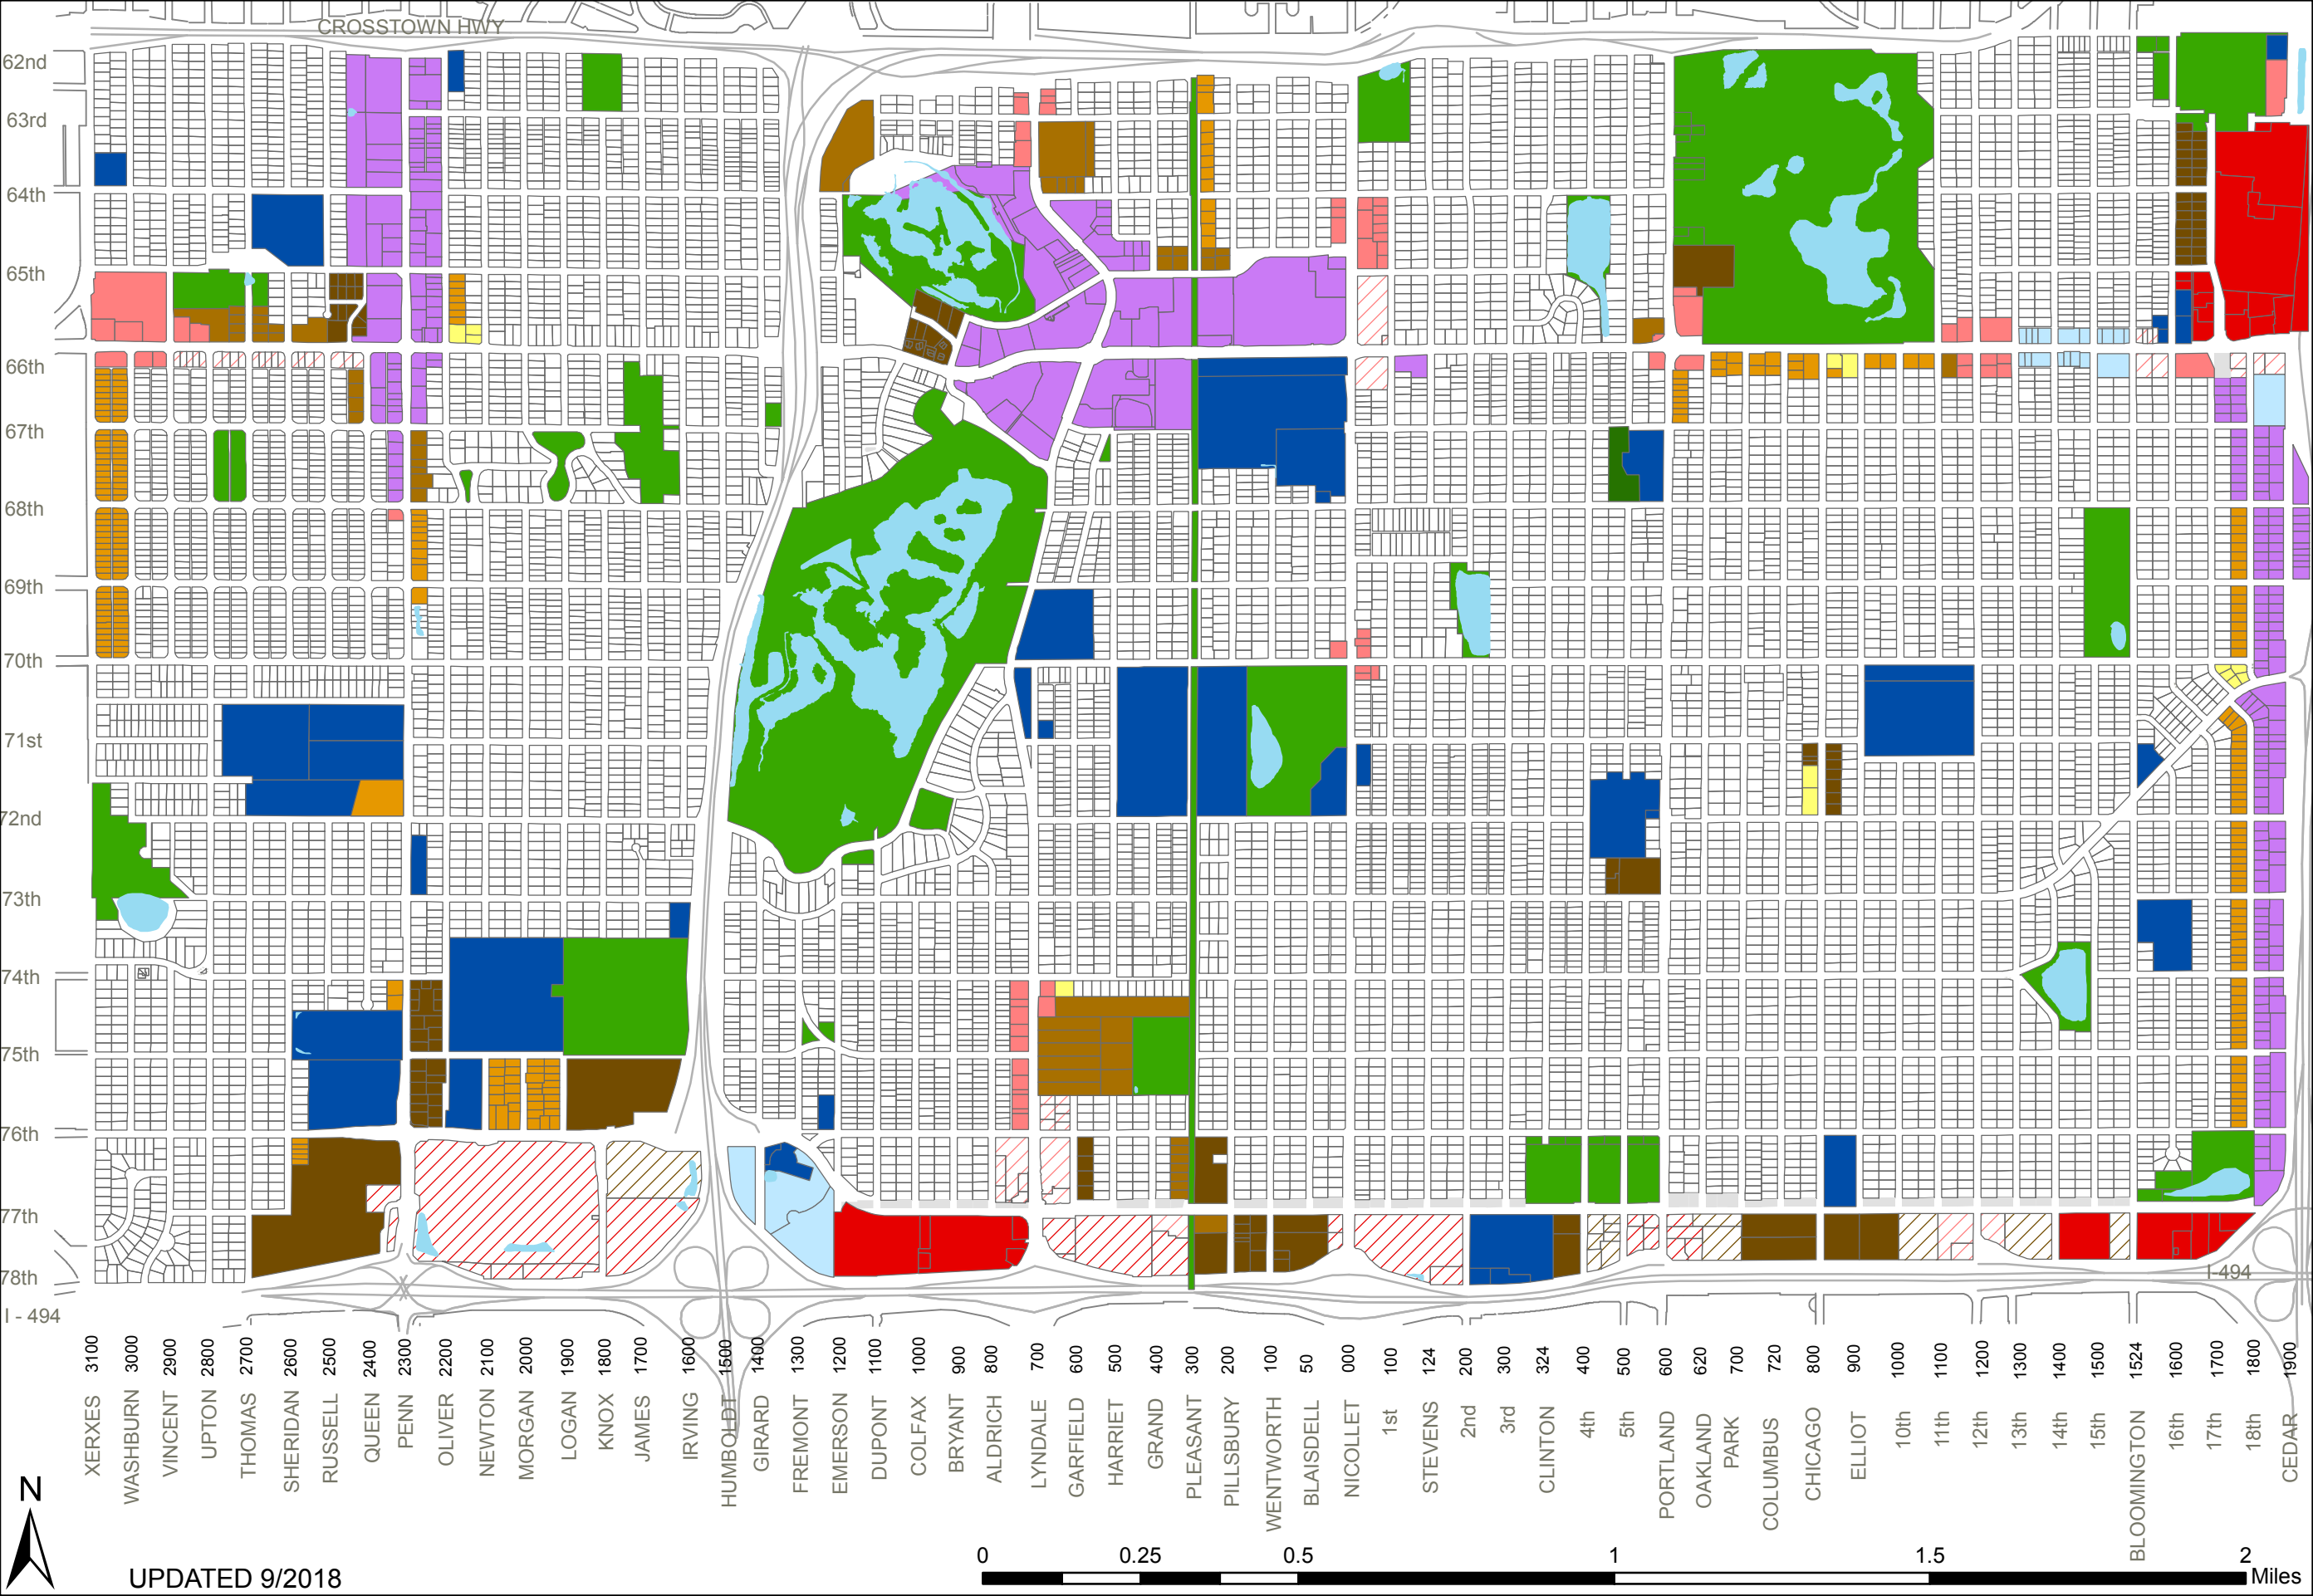 CROSSTOWN HWY
62nd
63rd
64th
65th
66th
67th
68th
69th
70th
71st
72nd
73th
74th
75th
76th
77th
78th
I-494
I - 494
3100 3000 2900 2800 2700 2600 2500 2400 2300 2200 2100 2000 1900 1800 1700 1600 1500 1400 1300 1200 1100 1000 900 800 700 600 500 400 300 200 100 50 000 100 124 200 300 324 400 500 600 620 700 720 800 900 1000 1100 1200 1300 1400 1500 1524 1600 1700 1800 1900
XERXES WASHBURN VINCENT UPTON THOMAS SHERIDAN RUSSELL QUEEN PENN OLIVER NEWTON MORGAN LOGAN KNOX JAMES IRVING HUMBOLDT GIRARD FREMONT EMERSON DUPONT COLFAX BRYANT ALDRICH LYNDALE GARFIELD HARRIET GRAND PLEASANT PILLSBURY WENTWORTH BLAISDELL NICOLLET 1st STEVENS 2nd 3rd CLINTON 4th 5th PORTLAND OAKLAND PARK COLUMBUS CHICAGO ELLIOT 10th 11th 12th 13th 14th 15th BLOOMINGTON 16th 17th 18th CEDAR
N
UPDATED 9/2018
0 0.25 0.5 1 1.5 2
Miles